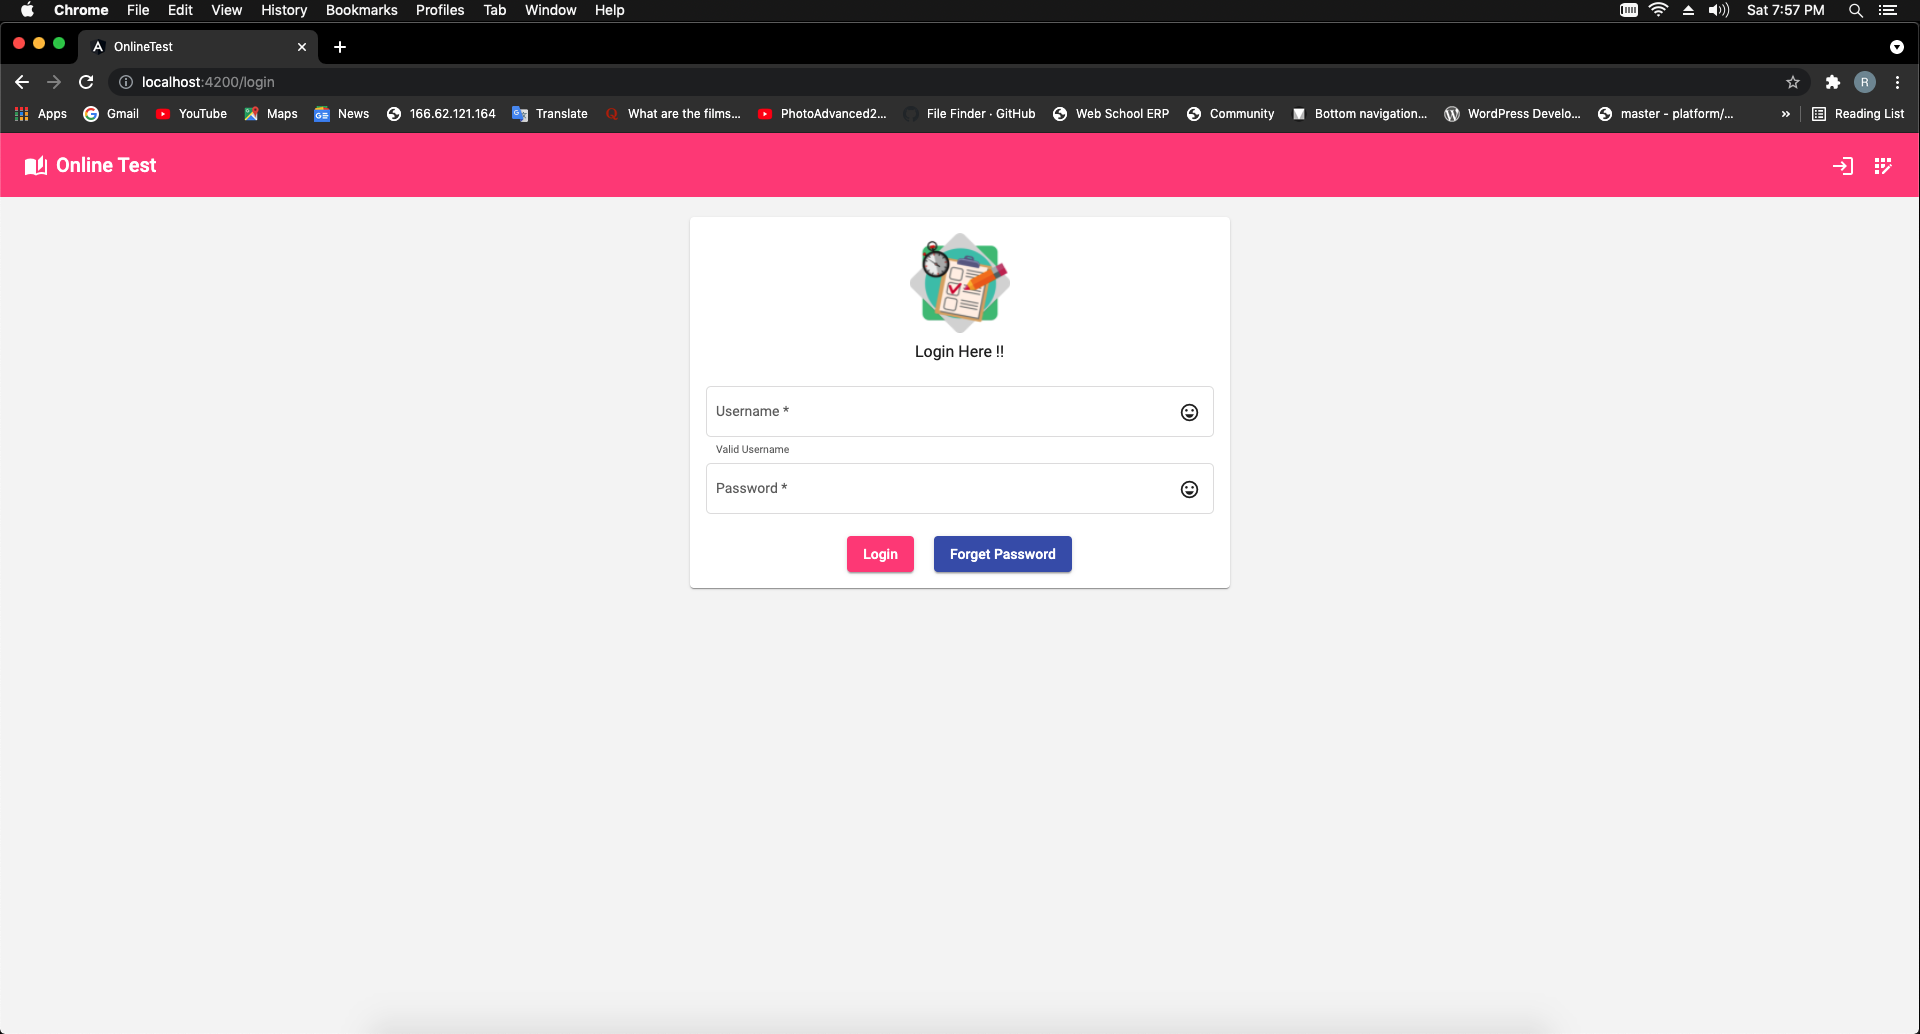 Chrome File Edit View History Bookmarks Profiles Tab Window Help Sat 7:57 PM
OnlineTest
localhost:4200/login R
Apps Gmail YouTube Maps News 166.62.121.164 Translate What are the films... PhotoAdvanced2... File Finder · GitHub Web School ERP Community Bottom navigation... WordPress Develo... master - platform/... » Reading List
Online Test
Login Here !!
Username *
Valid Username
Password *
Login Forget Password